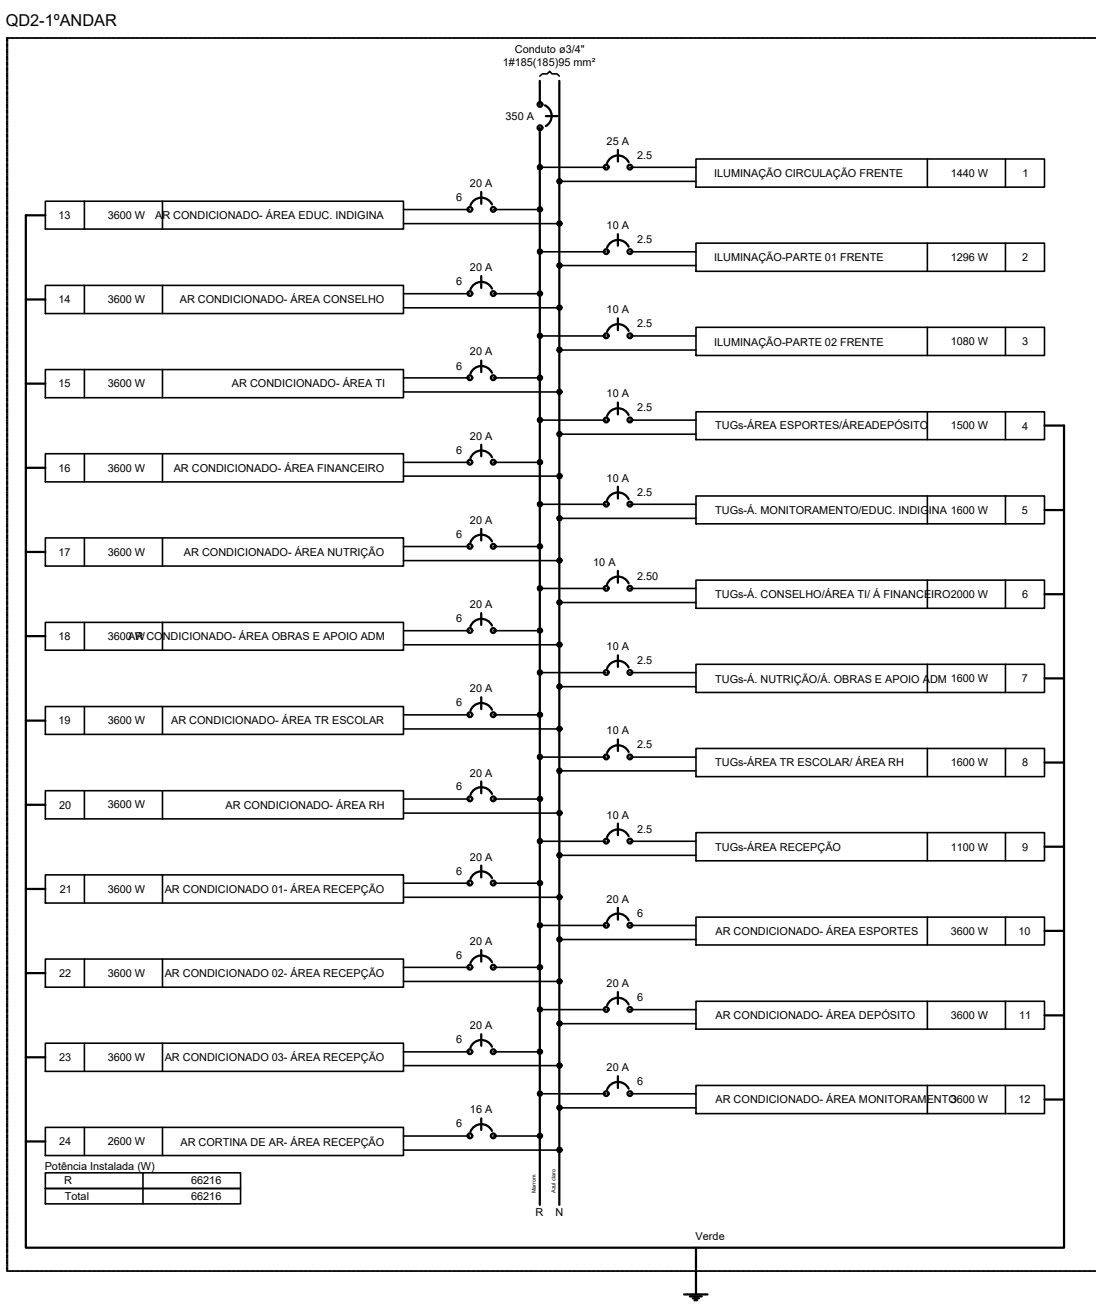 QD2-1ºANDAR
Conduto ø3/4"
1#185(185)95 mm²
350 A
25 A
2.5
ILUMINAÇÃO CIRCULAÇÃO FRENTE 1440 W 1
20 A
6
13 3600 W AR CONDICIONADO- ÁREA EDUC. INDIGINA
10 A
2.5
ILUMINAÇÃO-PARTE 01 FRENTE 1296 W 2
20 A
6
14 3600 W AR CONDICIONADO- ÁREA CONSELHO
10 A
2.5
ILUMINAÇÃO-PARTE 02 FRENTE 1080 W 3
20 A
6
15 3600 W AR CONDICIONADO- ÁREA TI
10 A
2.5
TUGs-ÁREA ESPORTES/ÁREADEPÓSITO 1500 W 4
20 A
6
16 3600 W AR CONDICIONADO- ÁREA FINANCEIRO
10 A
2.5
TUGs-Á. MONITORAMENTO/EDUC. INDIGINA 1600 W 5
20 A
6
17 3600 W AR CONDICIONADO- ÁREA NUTRIÇÃO
10 A
2.50
TUGs-Á. CONSELHO/ÁREA TI/ Á FINANCEIRO 2000 W 6
20 A
6
18 3600 W AR CONDICIONADO- ÁREA OBRAS E APOIO ADM
10 A
2.5
TUGs-Á. NUTRIÇÃO/Á. OBRAS E APOIO ADM 1600 W 7
20 A
6
19 3600 W AR CONDICIONADO- ÁREA TR ESCOLAR
10 A
2.5
TUGs-ÁREA TR ESCOLAR/ ÁREA RH 1600 W 8
20 A
6
20 3600 W AR CONDICIONADO- ÁREA RH
10 A
2.5
TUGs-ÁREA RECEPÇÃO 1100 W 9
20 A
6
21 3600 W AR CONDICIONADO 01- ÁREA RECEPÇÃO
20 A
6
AR CONDICIONADO- ÁREA ESPORTES 3600 W 10
20 A
6
22 3600 W AR CONDICIONADO 02- ÁREA RECEPÇÃO
20 A
6
AR CONDICIONADO- ÁREA DEPÓSITO 3600 W 11
20 A
6
23 3600 W AR CONDICIONADO 03- ÁREA RECEPÇÃO
20 A
6
AR CONDICIONADO- ÁREA MONITORAMENTO 3600 W 12
16 A
6
24 2600 W AR CORTINA DE AR- ÁREA RECEPÇÃO
Potência Instalada (W)
R 66216
Total 66216
Marrom
Azul claro
R N
Verde